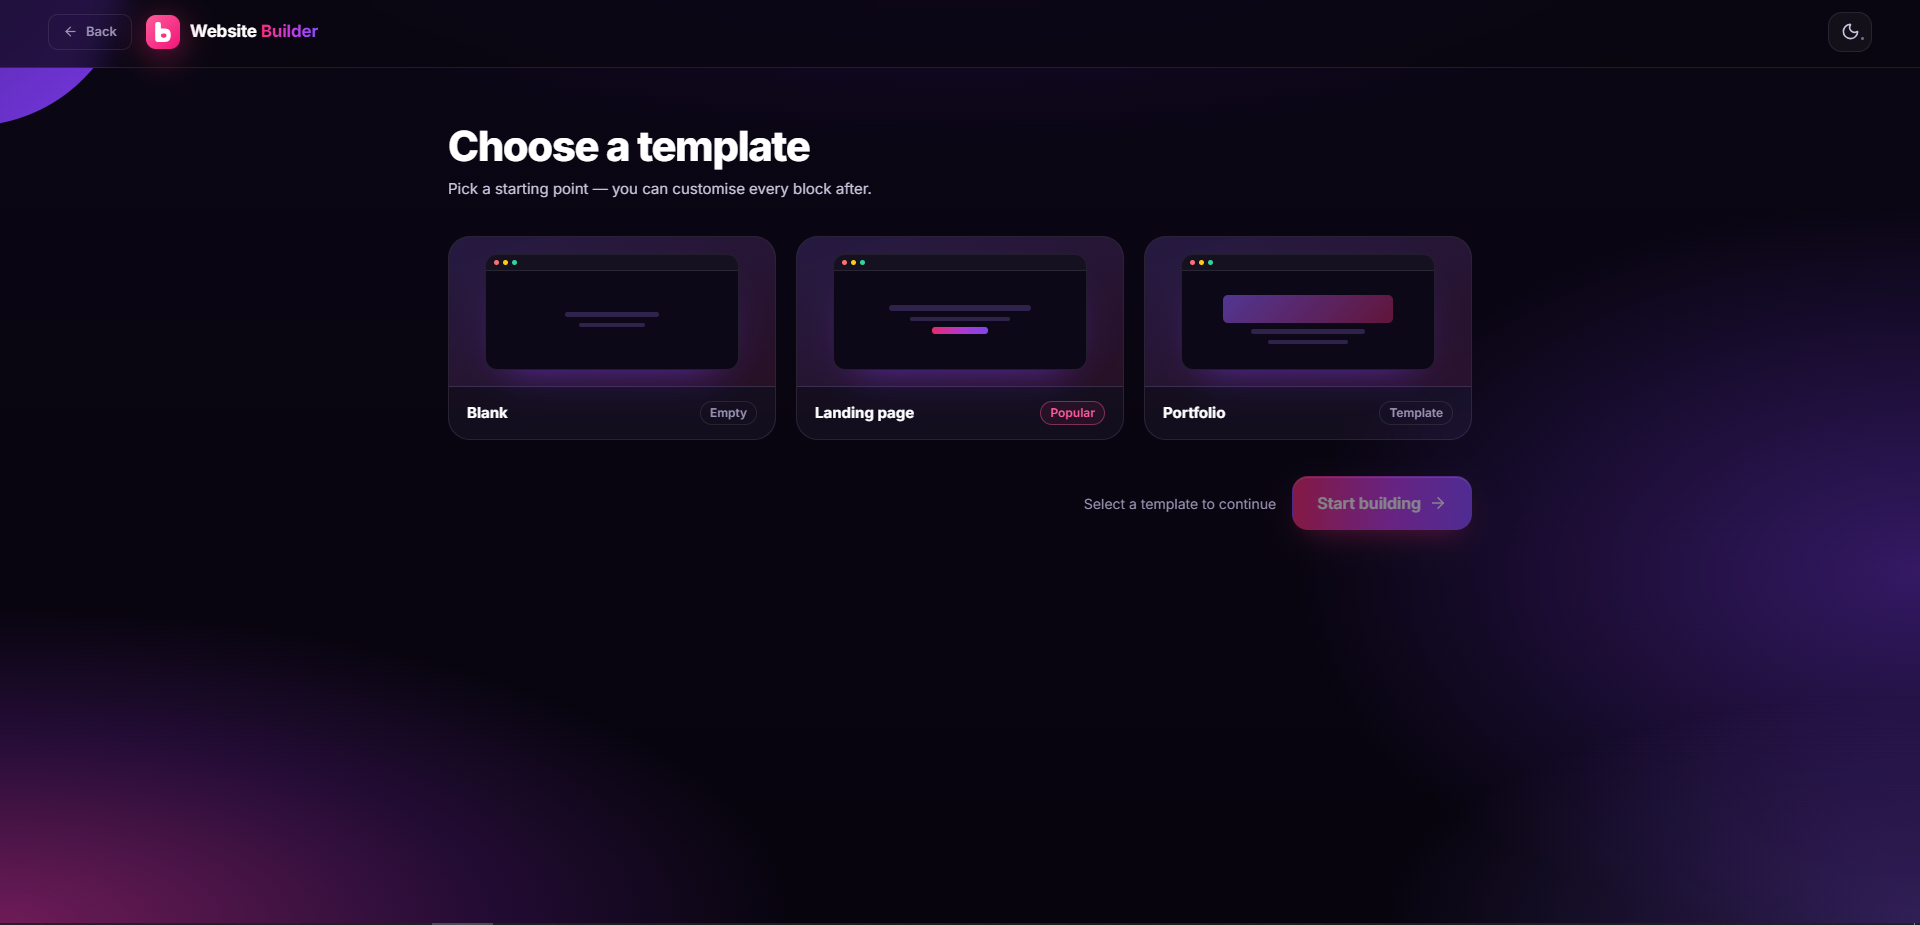 Back
Website Builder
Choose a template
Pick a starting point — you can customise every block after.
Blank
Empty
Landing page
Popular
Portfolio
Template
Select a template to continue
Start building